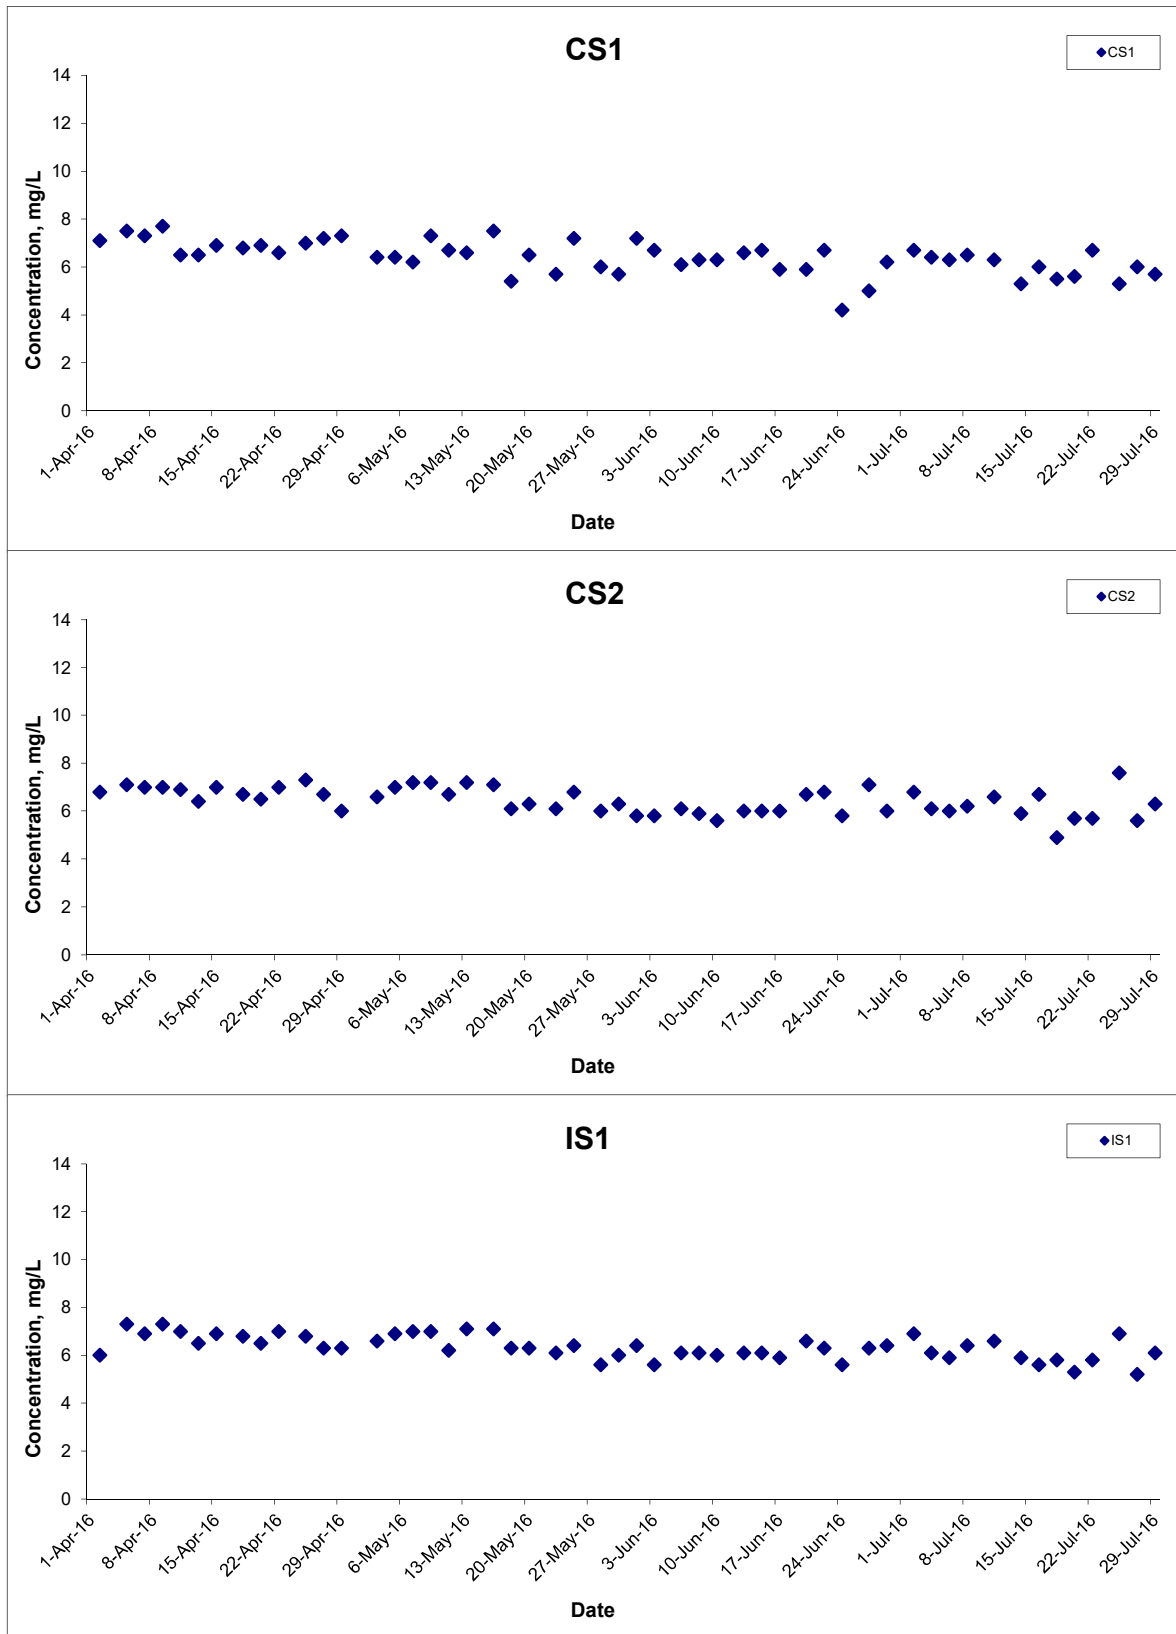 CS1
CS1
14
12
10
8
6
4
2
0
Concentration, mg/L
1-Apr-16
8-Apr-16
15-Apr-16
22-Apr-16
29-Apr-16
6-May-16
13-May-16
20-May-16
27-May-16
3-Jun-16
10-Jun-16
17-Jun-16
24-Jun-16
1-Jul-16
8-Jul-16
15-Jul-16
22-Jul-16
29-Jul-16
Date
CS2
CS2
14
12
10
8
6
4
2
0
Concentration, mg/L
1-Apr-16
8-Apr-16
15-Apr-16
22-Apr-16
29-Apr-16
6-May-16
13-May-16
20-May-16
27-May-16
3-Jun-16
10-Jun-16
17-Jun-16
24-Jun-16
1-Jul-16
8-Jul-16
15-Jul-16
22-Jul-16
29-Jul-16
Date
IS1
IS1
14
12
10
8
6
4
2
0
Concentration, mg/L
1-Apr-16
8-Apr-16
15-Apr-16
22-Apr-16
29-Apr-16
6-May-16
13-May-16
20-May-16
27-May-16
3-Jun-16
10-Jun-16
17-Jun-16
24-Jun-16
1-Jul-16
8-Jul-16
15-Jul-16
22-Jul-16
29-Jul-16
Date